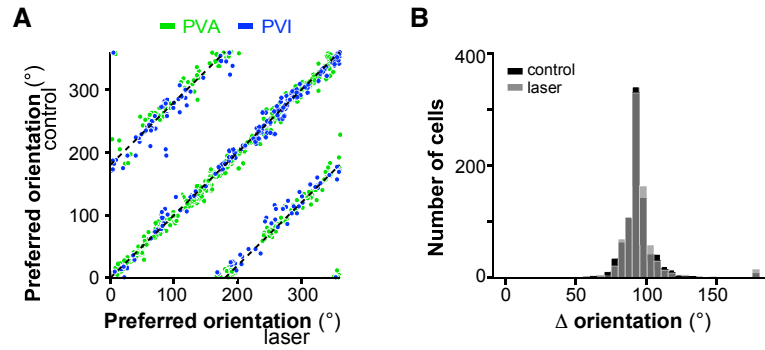 A
PVA PVI
Preferred orientation control (°)
300
200
100
0
0 100 200 300
Preferred orientation laser (°)
B
control
laser
Number of cells
400
200
0
0 50 100 150
Δ orientation (°)